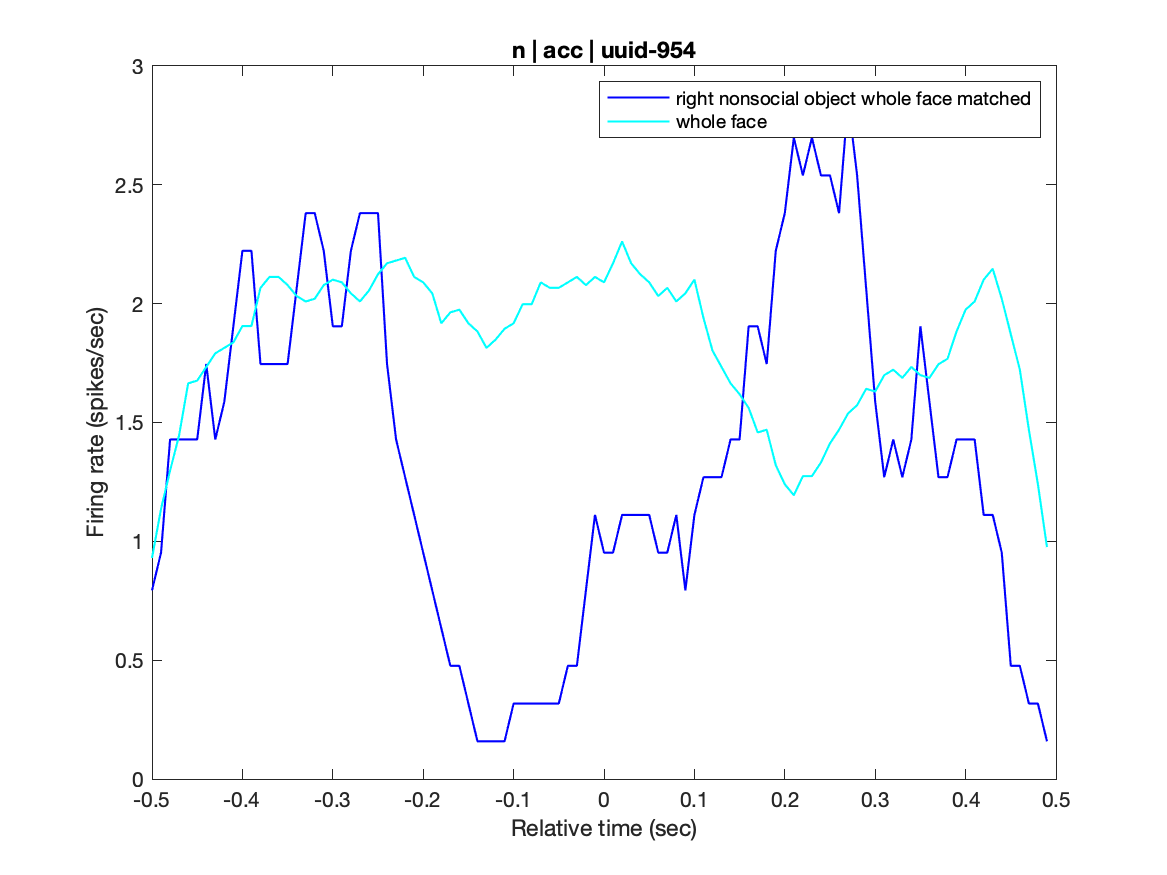 n | acc | uuid-954
right nonsocial object whole face matched
whole face
3
2.5
2
1.5
1
0.5
0
Firing rate (spikes/sec)
-0.5 -0.4 -0.3 -0.2 -0.1 0 0.1 0.2 0.3 0.4 0.5
Relative time (sec)